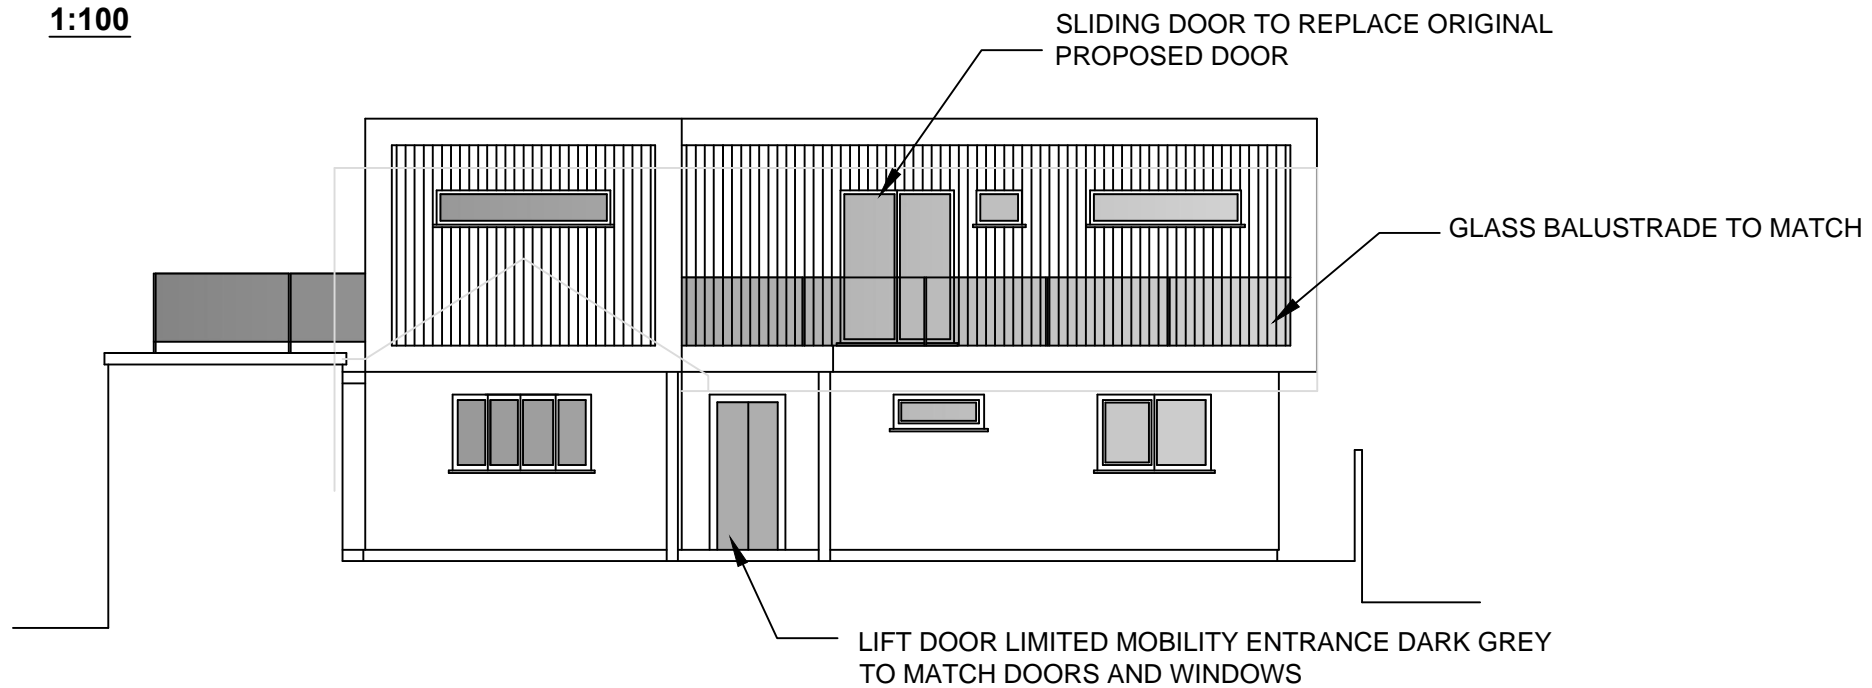 1:100
SLIDING DOOR TO REPLACE ORIGINAL
PROPOSED DOOR
GLASS BALUSTRADE TO MATCH
LIFT DOOR LIMITED MOBILITY ENTRANCE DARK GREY
TO MATCH DOORS AND WINDOWS